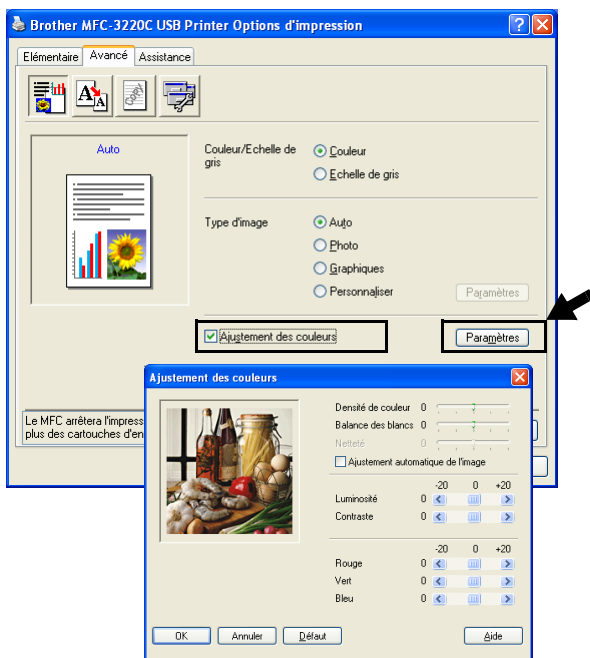 Brother MFC-3220C USB Printer Options d'impression
Elémentaire Avancé Assistance
Auto
Couleur/Echelle de gris
Couleur
Echelle de gris
Type d'image
Auto
Photo
Graphiques
Personnaliser
Paramètres
Ajustement des couleurs
Paramètres
Le MFC arrêtera l'impress
plus des cartouches d'en
Ajustement des couleurs
Densité de couleur 0
Balance des blancs 0
Netteté 0
Ajustement automatique de l'image
-20 0 +20
Luminosité 0
Contraste 0
-20 0 +20
Rouge 0
Vert 0
Bleu 0
OK Annuler Défaut Aide